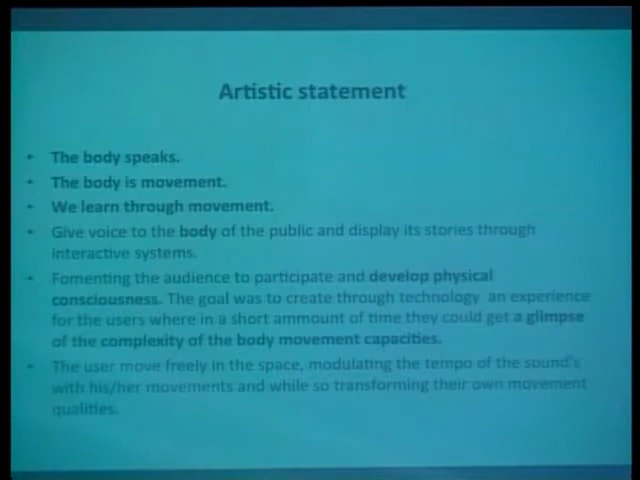 Artistic statement
• The body speaks.
• The body is movement.
• We learn through movement.
• Give voice to the body of the public and display its stories through
interactive systems.
• Fomenting the audience to participate and develop physical
consciousness. The goal was to create through technology an experience
for the users where in a short ammount of time they could get a glimpse
of the complexity of the body movement capacities.
• The user move freely in the space, modulating the tempo of the sound's
with his/her movements and while so transforming their own movement
qualities.